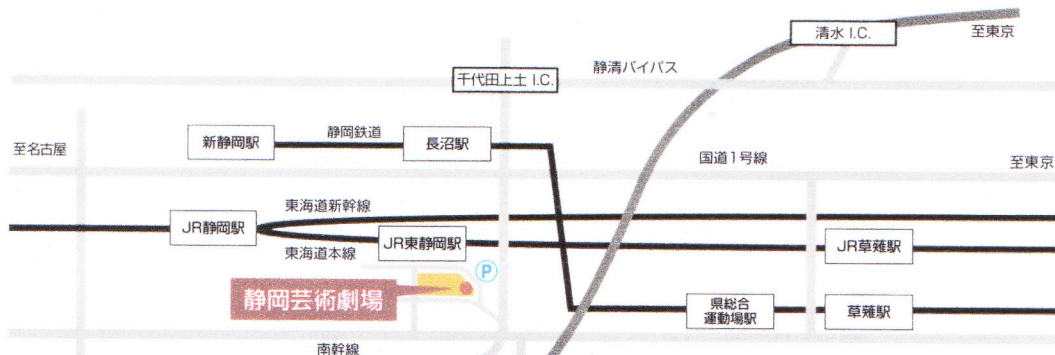 清水 I.C.
至東京
静清バイパス
千代田上土 I.C.
静岡鉄道
新静岡駅
長沼駅
至名古屋
国道1号線
至東京
東海道新幹線
JR静岡駅
JR東静岡駅
JR草薙駅
東海道本線
P
静岡芸術劇場
県総合
運動場駅
草薙駅
南幹線